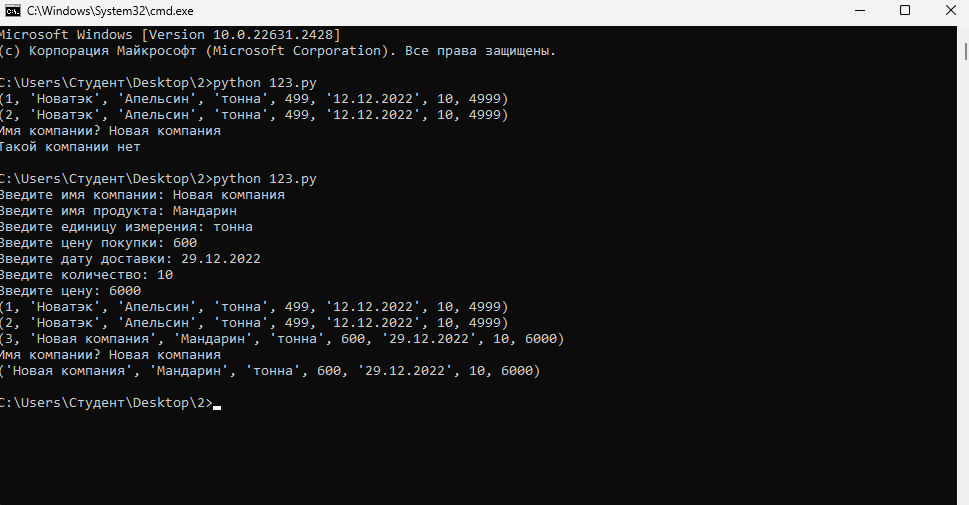 C:\Windows\System32\cmd.exe
Microsoft Windows [Version 10.0.22631.2428]
(c) Корпорация Майкрософт (Microsoft Corporation). Все права защищены.
C:\Users\Студент\Desktop\2>python 123.py
(1, 'Новатэк', 'Апельсин', 'тонна', 499, '12.12.2022', 10, 4999)
(2, 'Новатэк', 'Апельсин', 'тонна', 499, '12.12.2022', 10, 4999)
Имя компании? Новая компания
Такой компании нет
C:\Users\Студент\Desktop\2>python 123.py
Введите имя компании: Новая компания
Введите имя продукта: Мандарин
Введите единицу измерения: тонна
Введите цену покупки: 600
Введите дату доставки: 29.12.2022
Введите количество: 10
Введите цену: 6000
(1, 'Новатэк', 'Апельсин', 'тонна', 499, '12.12.2022', 10, 4999)
(2, 'Новатэк', 'Апельсин', 'тонна', 499, '12.12.2022', 10, 4999)
(3, 'Новая компания', 'Мандарин', 'тонна', 600, '29.12.2022', 10, 6000)
Имя компании? Новая компания
('Новая компания', 'Мандарин', 'тонна', 600, '29.12.2022', 10, 6000)
C:\Users\Студент\Desktop\2>